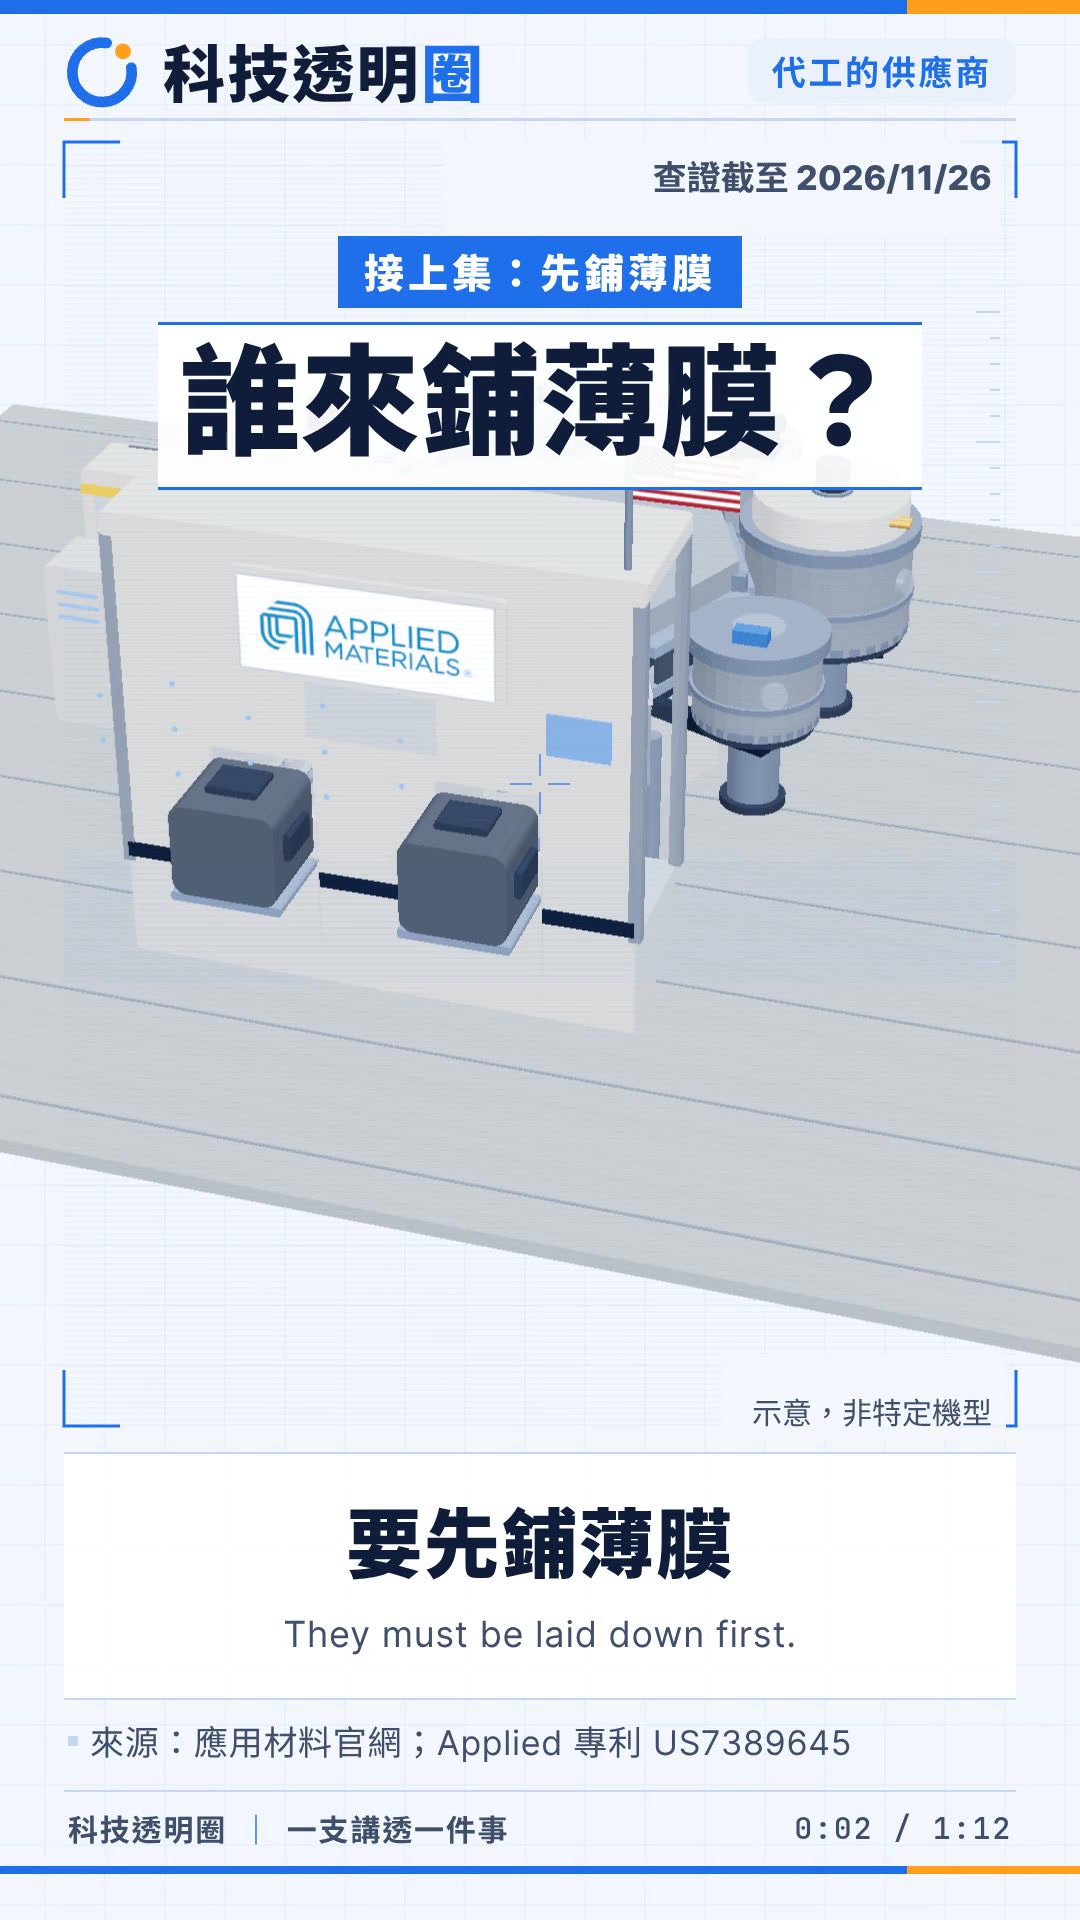 科技透明圈
代工的供應商
查證截至 2026/11/26
接上集：先鋪薄膜
誰來鋪薄膜？
APPLIED
MATERIALS®
示意，非特定機型
要先鋪薄膜
They must be laid down first.
來源：應用材料官網；Applied 專利 US7389645
科技透明圈｜一支講透一件事
0:02 / 1:12